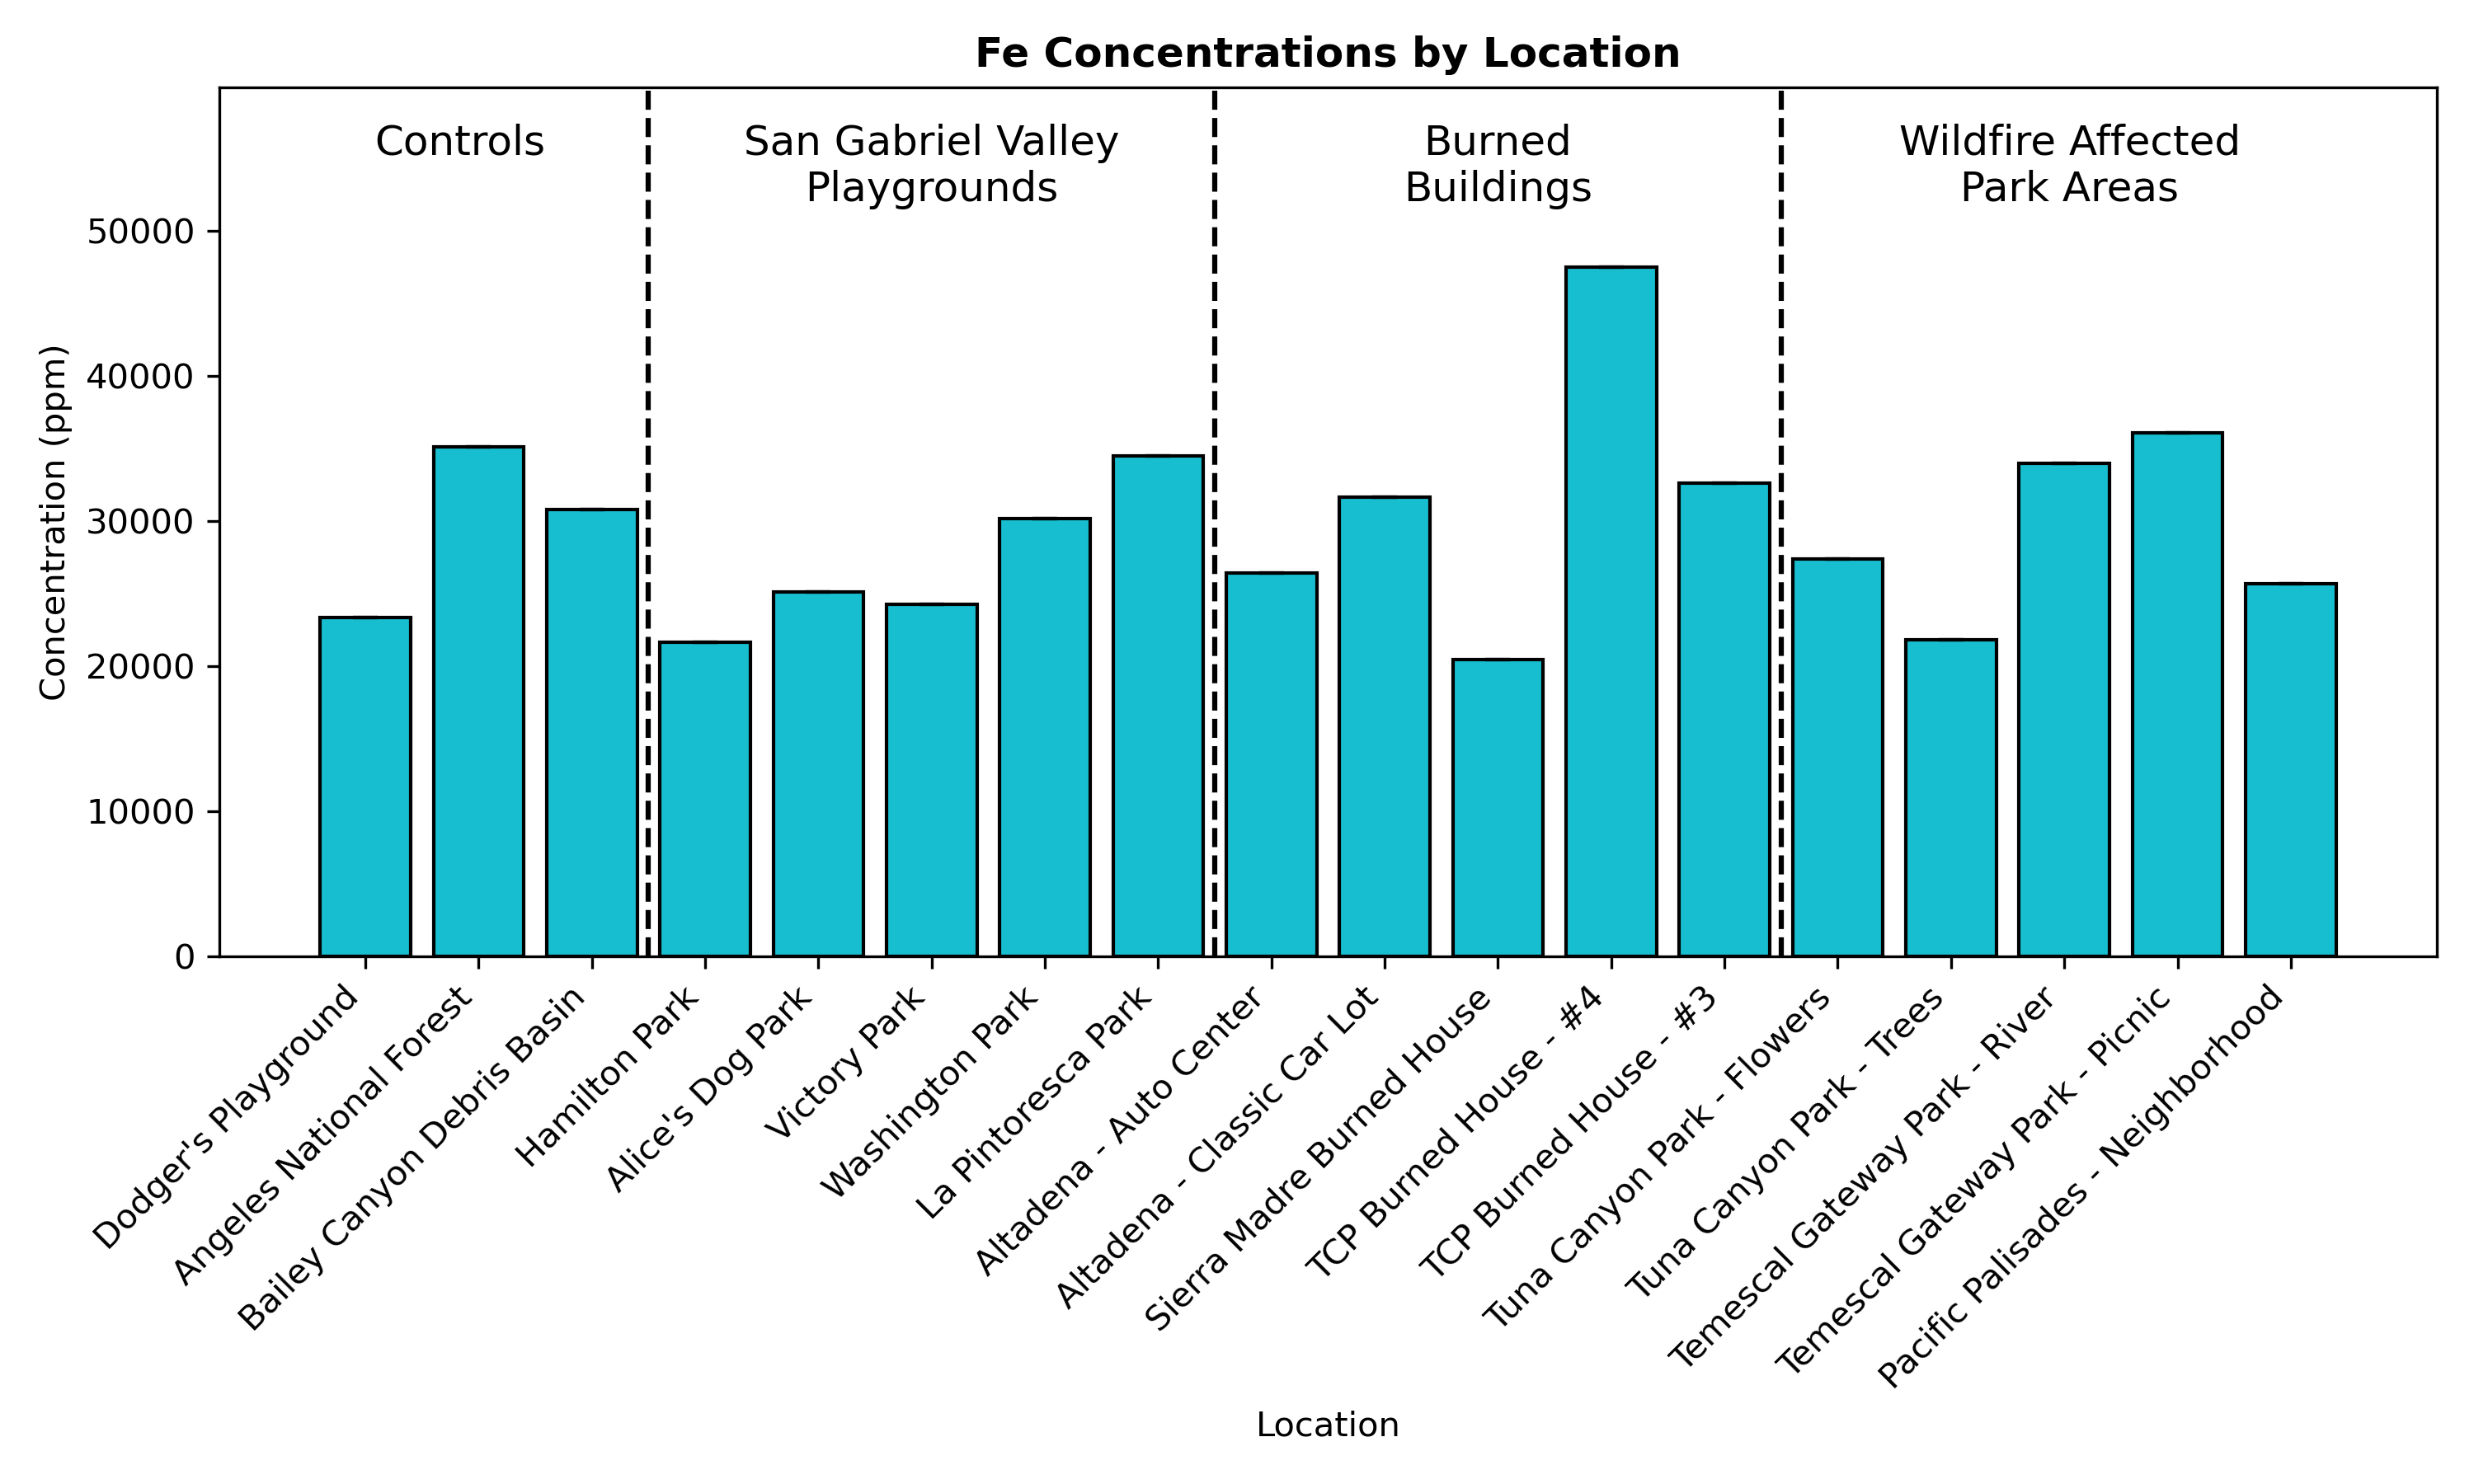 Fe Concentrations by Location
Controls
San Gabriel Valley
Playgrounds
Burned
Buildings
Wildfire Affected
Park Areas
Concentration (ppm)
50000
40000
30000
20000
10000
0
Dodger's Playground
Angeles National Forest
Bailey Canyon Debris Basin
Hamilton Park
Alice's Dog Park
Victory Park
Washington Park
La Pintoresca Park
Altadena - Auto Center
Altadena - Classic Car Lot
Sierra Madre Burned House
TCP Burned House - #4
TCP Burned House - #3
Tuna Canyon Park - Flowers
Tuna Canyon Park - Trees
Temescal Gateway Park - River
Temescal Gateway Park - Picnic
Pacific Palisades - Neighborhood
Location